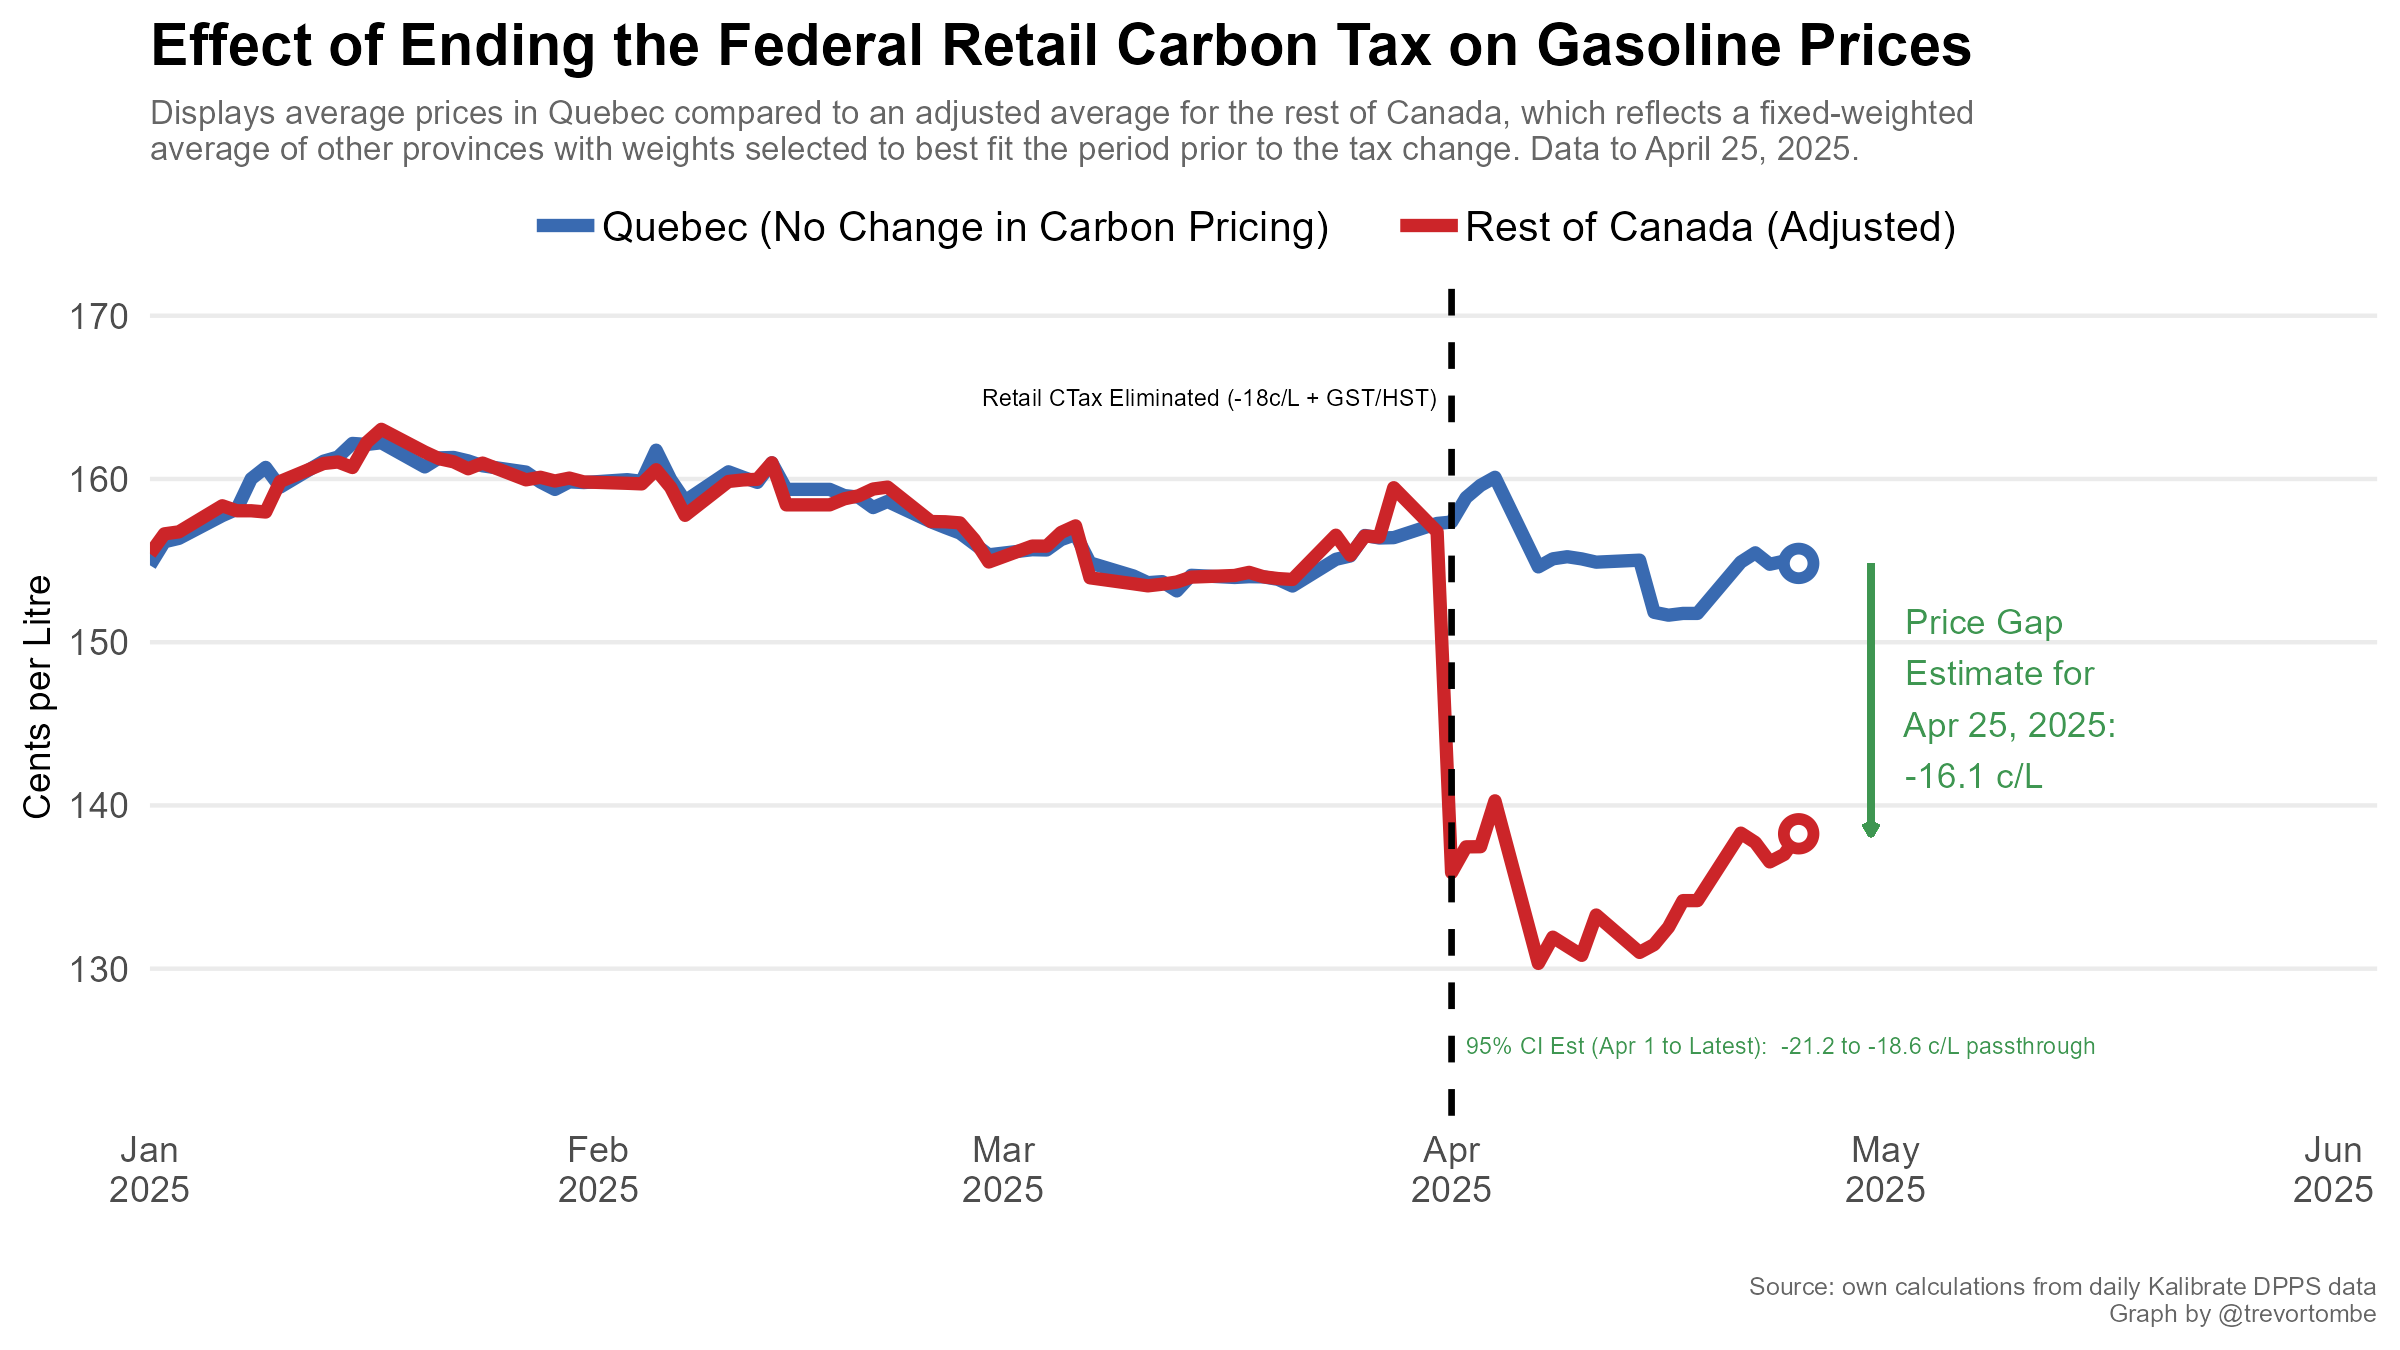 Effect of Ending the Federal Retail Carbon Tax on Gasoline Prices
Displays average prices in Quebec compared to an adjusted average for the rest of Canada, which reflects a fixed-weighted
average of other provinces with weights selected to best fit the period prior to the tax change. Data to April 25, 2025.
Quebec (No Change in Carbon Pricing)
Rest of Canada (Adjusted)
Cents per Litre
170
160
150
140
130
Retail CTax Eliminated (-18c/L + GST/HST)
Price Gap
Estimate for
Apr 25, 2025:
-16.1 c/L
95% CI Est (Apr 1 to Latest):  -21.2 to -18.6 c/L passthrough
Jan
2025
Feb
2025
Mar
2025
Apr
2025
May
2025
Jun
2025
Source: own calculations from daily Kalibrate DPPS data
Graph by @trevortombe